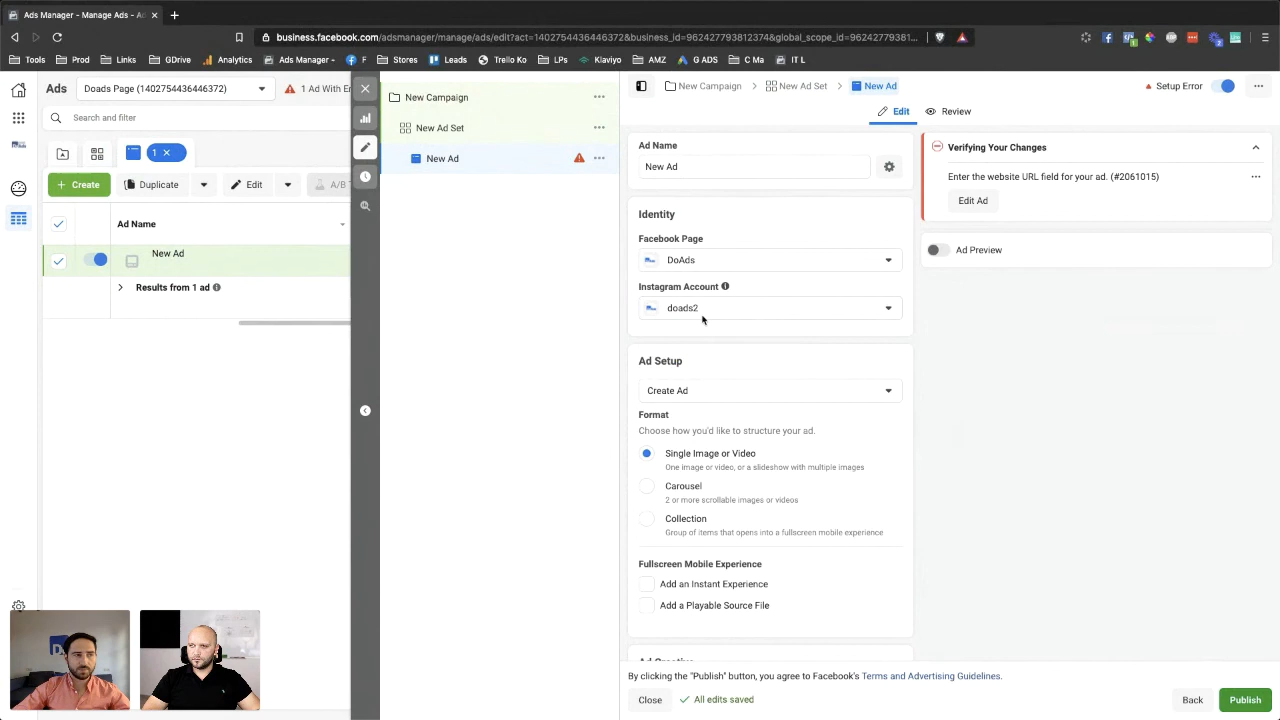 Ads Manager - Manage Ads - A
business.facebook.com/adsmanager/manage/ads/edit?act=1402754436446372&business_id=962427793812374&global_scope_id=962427793 81...
Tools
Prod
Links
GDrive
Analytics
Ads Manager -
F
Stores
Leads
Trello Ko
LPs
Klaviyo
Ad SM
G ADS
C Ma
IT L
Ads
Doads Page (1402754436446372)
1 Ad With Er
Search and filter
1
Create
Duplicate
Edit
A/B T
Ad Name
New Ad
Results from 1 ad
New Campaign
New Ad Set
New Ad
New Campaign
New Ad Set
New Ad
Setup Error
Edit
Review
Ad Name
New Ad
Identity
Facebook Page
DoAds
Instagram Account
doads2
Ad Setup
Create Ad
Format
Choose how you'd like to structure your ad.
Single Image or Video
One image or video, or a slideshow with multiple images
Carousel
2 or more scrollable images or videos
Collection
Group of items that opens into a fullscreen mobile experience
Fullscreen Mobile Experience
Add an Instant Experience
Add a Playable Source File
Verifying Your Changes
Enter the website URL field for your ad. (#2061015)
Edit Ad
Ad Preview
By clicking the "Publish" button, you agree to Facebook's Terms and Advertising Guidelines.
Close
All edits saved
Back
Publish